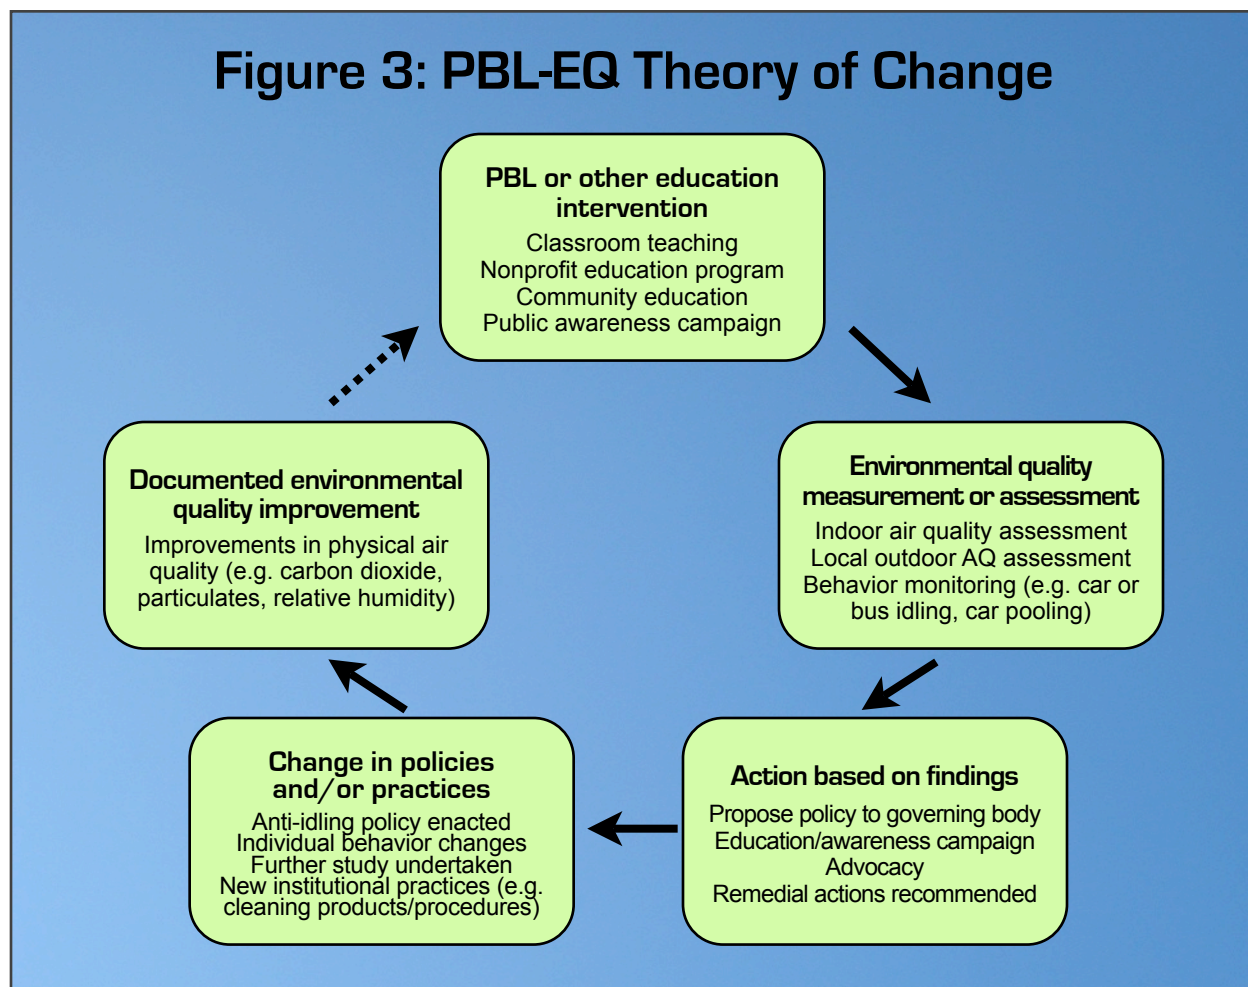 Figure 3: PBL-EQ Theory of Change
PBL or other education
intervention
Classroom teaching
Nonprofit education program
Community education
Public awareness campaign
Environmental quality
measurement or assessment
Indoor air quality assessment
Local outdoor AQ assessment
Behavior monitoring (e.g. car or
bus idling, car pooling)
Action based on findings
Propose policy to governing body
Education/awareness campaign
Advocacy
Remedial actions recommended
Change in policies
and/or practices
Anti-idling policy enacted
Individual behavior changes
Further study undertaken
New institutional practices (e.g.
cleaning products/procedures)
Documented environmental
quality improvement
Improvements in physical air
quality (e.g. carbon dioxide,
particulates, relative humidity)